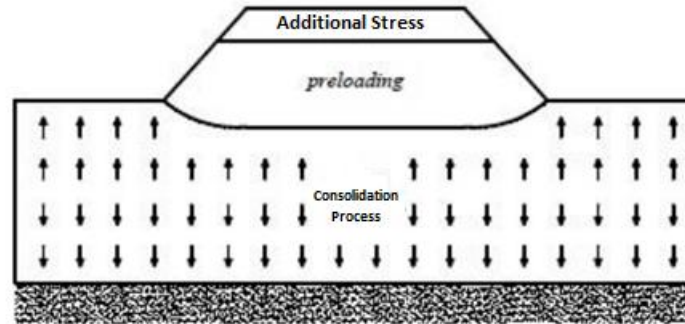 Additional Stress
preloading
Consolidation
Process